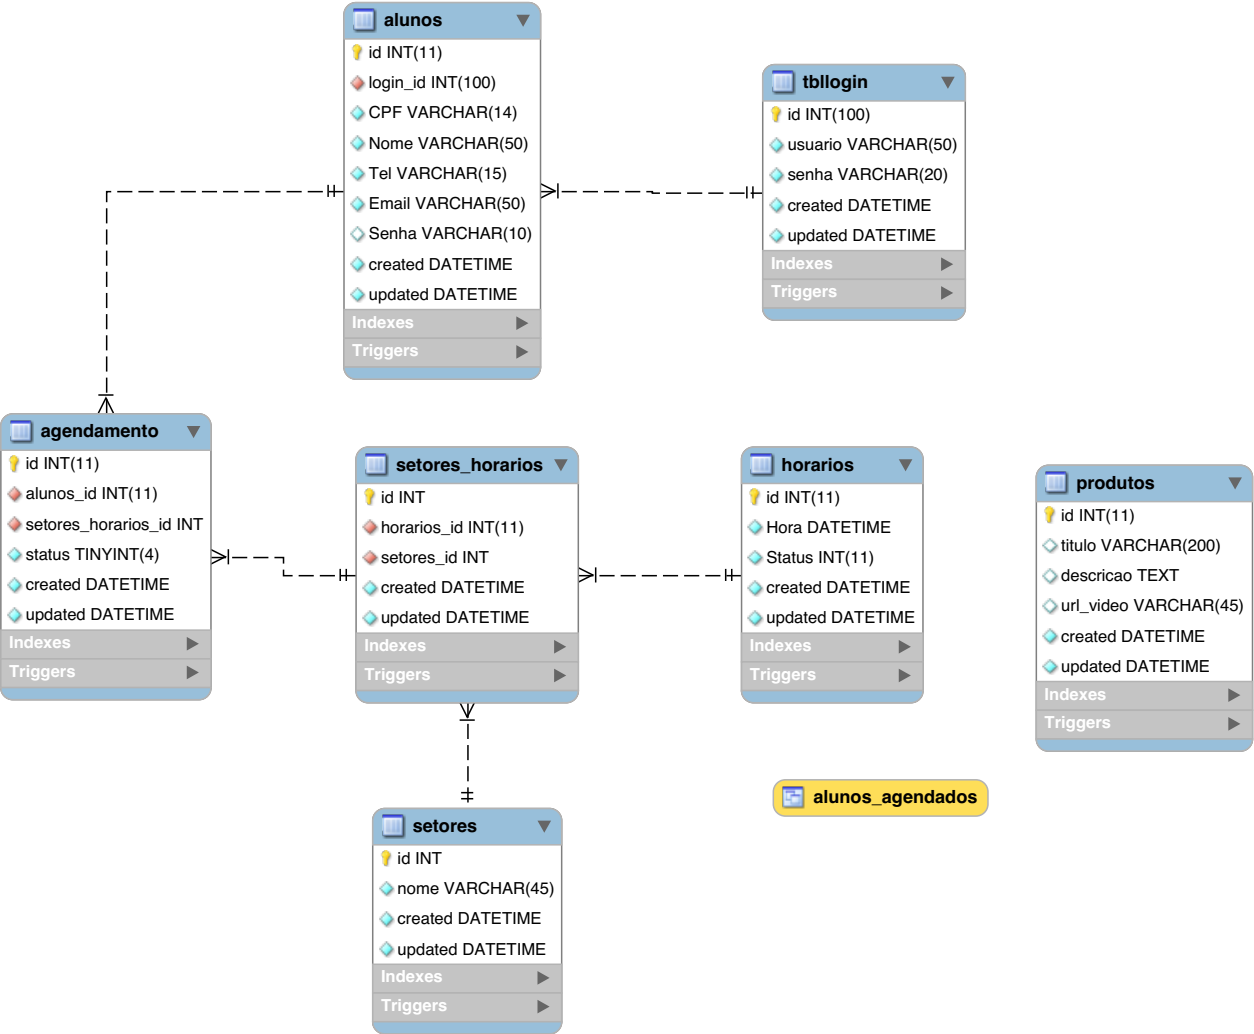 alunos
id INT(11)
login_id INT(100)
CPF VARCHAR(14)
Nome VARCHAR(50)
Tel VARCHAR(15)
Email VARCHAR(50)
Senha VARCHAR(10)
created DATETIME
updated DATETIME
Indexes
Triggers
tbllogin
id INT(100)
usuario VARCHAR(50)
senha VARCHAR(20)
created DATETIME
updated DATETIME
Indexes
Triggers
agendamento
id INT(11)
alunos_id INT(11)
setores_horarios_id INT
status TINYINT(4)
created DATETIME
updated DATETIME
Indexes
Triggers
setores_horarios
id INT
horarios_id INT(11)
setores_id INT
created DATETIME
updated DATETIME
Indexes
Triggers
horarios
id INT(11)
Hora DATETIME
Status INT(11)
created DATETIME
updated DATETIME
Indexes
Triggers
produtos
id INT(11)
titulo VARCHAR(200)
descricao TEXT
url_video VARCHAR(45)
created DATETIME
updated DATETIME
Indexes
Triggers
alunos_agendados
setores
id INT
nome VARCHAR(45)
created DATETIME
updated DATETIME
Indexes
Triggers